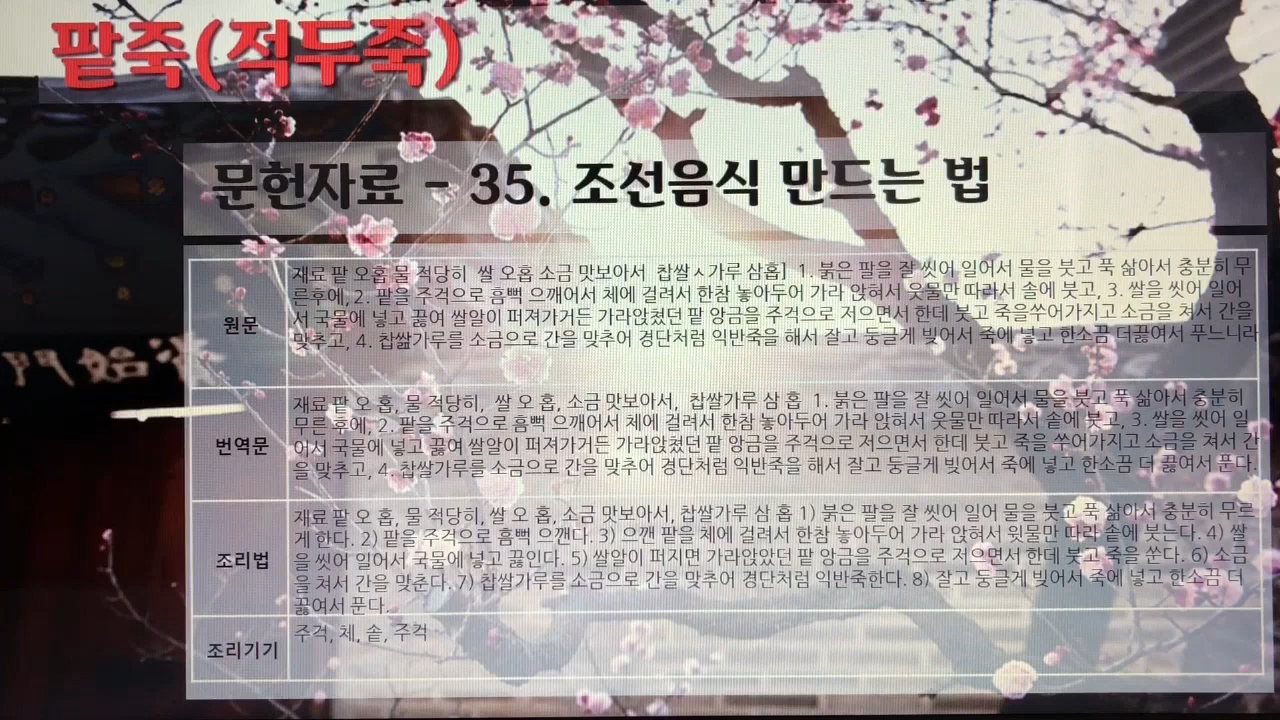 팥죽(적두죽)
문헌자료 - 35. 조선음식 만드는 법
원문
재료 팥 오홉 물 적당히 쌀 오홉 소금 맛보아서 찹쌀ㅅ가루 삼홉] 1. 붉은 팔을 잘 씻어 일어서 물을 붓고 푹 삶아서 충분히 무
른후에, 2. 팥을 주걱으로 흠뻑 으깨어서 체에 걸려서 한참 놓아두어 가라 앉혀서 웃물만 따라서 솔에 붓고, 3. 쌀을 씻어 일어
서 국물에 넣고 끓여 쌀알이 퍼져가거든 가라앉쳤던 팥 앙금을 주걱으로 저으면서 한데 붓고 죽을쑤어가지고 소금을 쳐서 간을
맞추고, 4. 찹쌃가루를 소금으로 간을 맞추어 경단처럼 익반죽을 해서 잘고 둥글게 빚어서 죽에 넣고 한소끔 더끓여서 푸느니라
번역문
재료 팥 오 홉, 물 적당히, 쌀 오 홉, 소금 맛보아서, 찹쌀가루 삼 홉 1. 붉은 팔을 잘 씻어 일어서 물을 붓고 푹 삶아서 충분히
무른 후에, 2. 팥을 주걱으로 흠뻑 으깨어서 체에 걸러서 한참 놓아두어 가라 앉혀서 웃물만 따라서 솥에 붓고, 3. 쌀을 씻어 일
어서 국물에 넣고 끓여 쌀알이 퍼져가거든 가라앉혔던 팥 앙금을 주걱으로 저으면서 한데 붓고 죽을 쑤어가지고 소금을 쳐서 간
을 맞추고, 4. 찹쌀가루를 소금으로 간을 맞추어 경단처럼 익반죽을 해서 잘고 둥글게 빚어서 죽에 넣고 한소끔 더 끓여서 푼다.
조리법
재료 팥 오 홉, 물 적당히, 쌀 오 홉, 소금 맛보아서, 찹쌀가루 삼 홉 1) 붉은 팥을 잘 씻어 일어 물을 붓고 푹 삶아서 충분히 무르
게 한다. 2) 팥을 주걱으로 흠뻑 으깬다. 3) 으깬 팥을 체에 걸러서 한참 놓아두어 가라 앉혀서 윗물만 따라 솥에 붓는다. 4) 쌀
을 씻어 일어서 국물에 넣고 끓인다. 5) 쌀알이 퍼지면 가라앉았던 팥 앙금을 주걱으로 저으면서 한데 붓고 죽을 쑨다. 6) 소금
을 쳐서 간을 맞춘다. 7) 찹쌀가루를 소금으로 간을 맞추어 경단처럼 익반죽한다. 8) 잘고 둥글게 빚어서 죽에 넣고 한소끔 더
끓여서 푼다.
조리기기
주걱, 체, 솥, 주걱